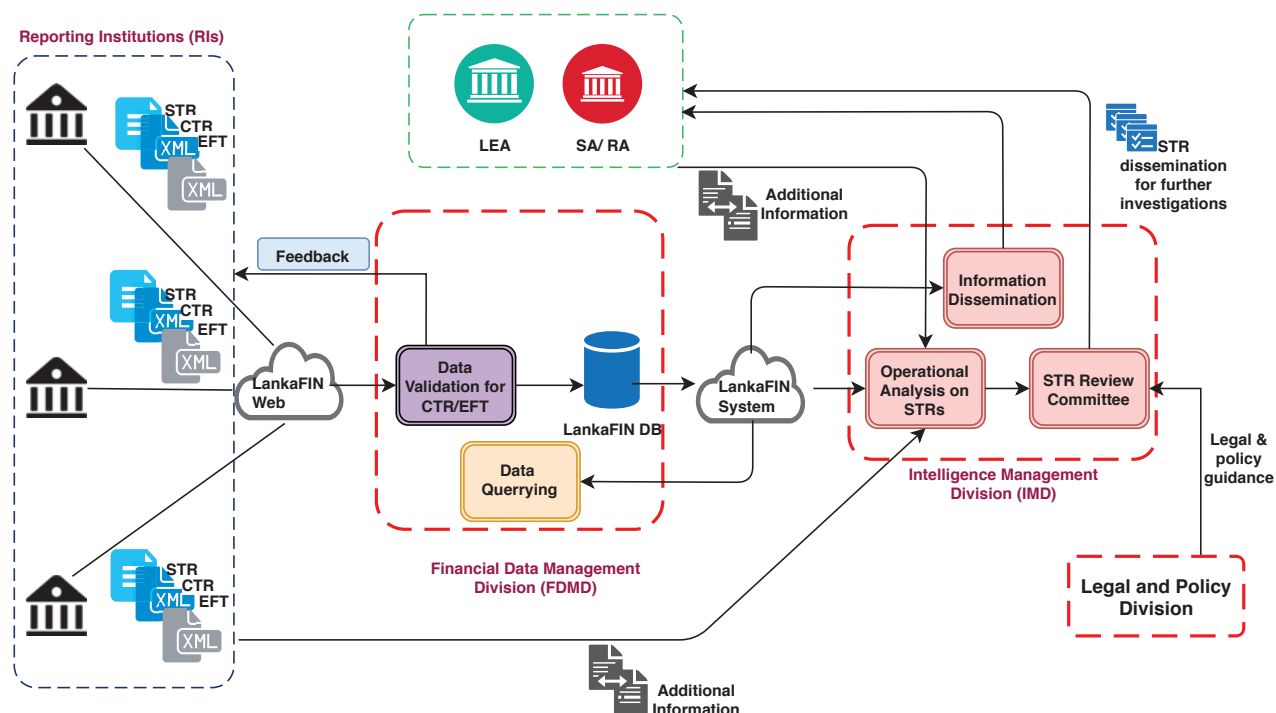 Reporting Institutions (RIs)
STR
CTR
EFT
XML
XML
STR
CTR
EFT
XML
XML
STR
CTR
EFT
XML
XML
LankaFIN
Web
Feedback
Data
Validation for
CTR/EFT
LankaFIN DB
Data
Querrying
Financial Data Management
Division (FDMD)
LEA
SA/ RA
Additional
Information
LankaFIN
System
Information
Dissemination
Operational
Analysis on
STRs
STR Review
Committee
Intelligence Management
Division (IMD)
STR
dissemination
for further
investigations
Legal &
policy
guidance
Legal and Policy
Division
Additional
Information